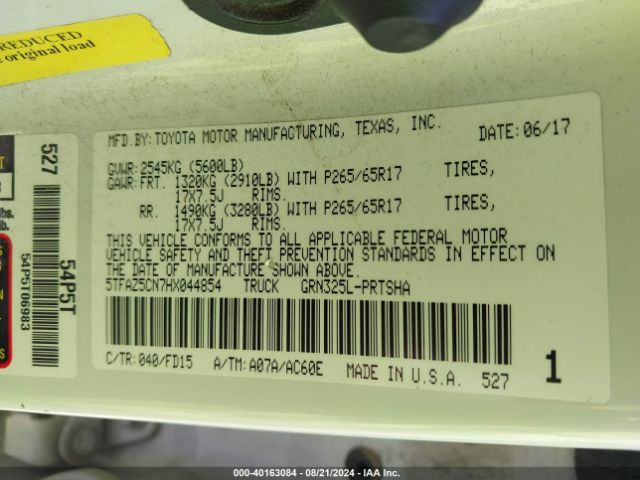 REDUCED
original load
MFD.BY:TOYOTA MOTOR MANUFACTURING, TEXAS, INC. DATE:06/17
GVWR:2545KG (5600LB)
GAWR:FRT. 1320KG (2910LB) WITH P265/65R17 TIRES,
17X7.5J RIMS.
RR. 1490KG (3280LB) WITH P265/65R17 TIRES,
17X7.5J RIMS.
THIS VEHICLE CONFORMS TO ALL APPLICABLE FEDERAL MOTOR
VEHICLE SAFETY AND THEFT PREVENTION STANDARDS IN EFFECT ON
THE DATE OF MANUFACTURE SHOWN ABOVE.
5TFAZ5CN7HX044854 TRUCK GRN325L-PRTSHA
C/TR:040/FD15 A/TM:A07A/AC60E MADE IN U.S.A. 527 1
527
54P5T
54P5T06983
lbs.
lb.
000-40163084 - 08/21/2024 - IAA Inc.